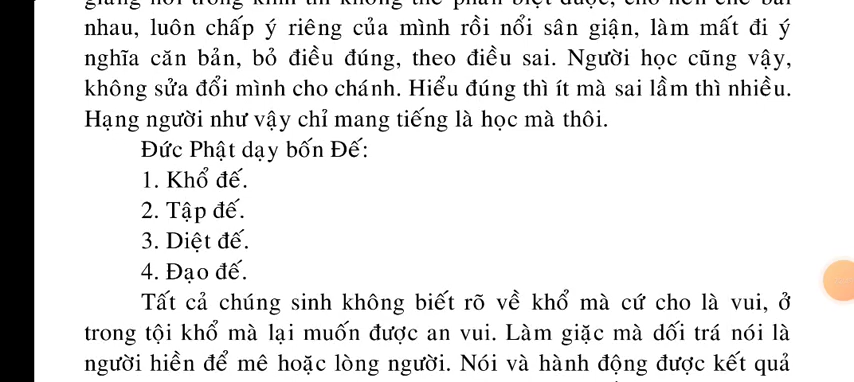 nhau, luôn chấp ý riêng của mình rồi nổi sân giận, làm mất đi ý
nghĩa căn bản, bỏ điều đúng, theo điều sai. Người học cũng vậy,
không sửa đổi mình cho chánh. Hiểu đúng thì ít mà sai lầm thì nhiều.
Hạng người như vậy chỉ mang tiếng là học mà thôi.
Đức Phật dạy bốn Đế:
1. Khổ đế.
2. Tập đế.
3. Diệt đế.
4. Đạo đế.
Tất cả chúng sinh không biết rõ về khổ mà cứ cho là vui, ở
trong tội khổ mà lại muốn được an vui. Làm giặc mà dối trá nói là
người hiền để mê hoặc lòng người. Nói và hành động được kết quả